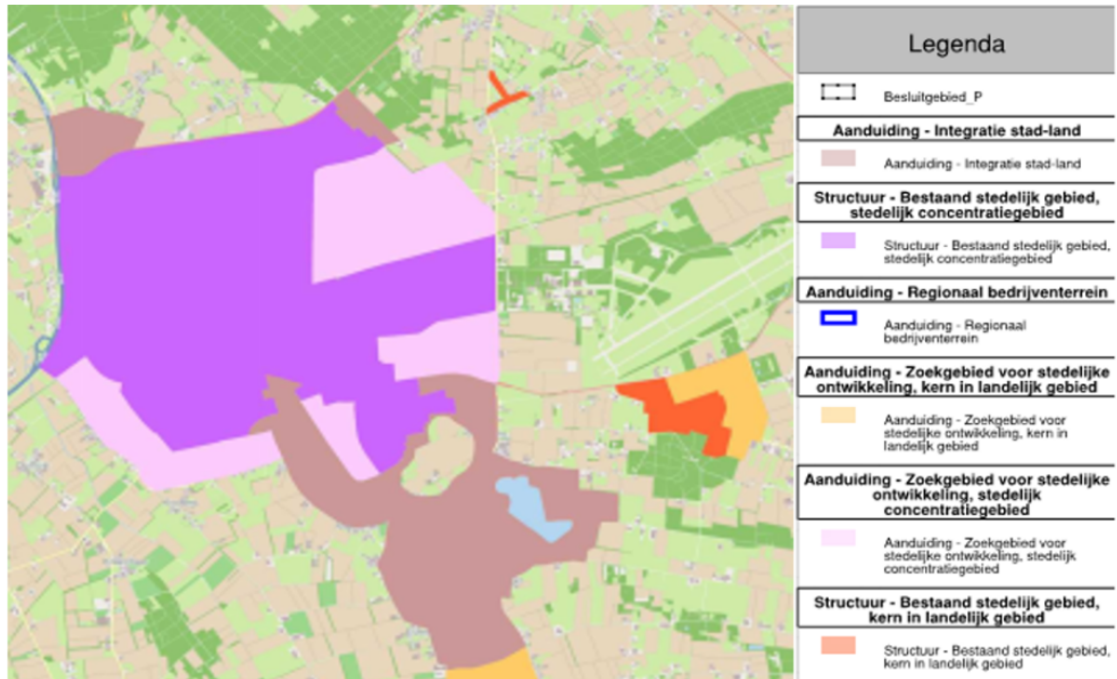 Legenda
Besluitgebied_P
Aanduiding - Integratie stad-land
Aanduiding - Integratie stad-land
Structuur - Bestaand stedelijk gebied,
stedelijk concentratiegebied
Structuur - Bestaand stedelijk gebied,
stedelijk concentratiegebied
Aanduiding - Regionaal bedrijventerrein
Aanduiding - Regionaal
bedrijventerrein
Aanduiding - Zoekgebied voor stedelijke
ontwikkeling, kern in landelijk gebied
Aanduiding - Zoekgebied voor
stedelijke ontwikkeling, kern in
landelijk gebied
Aanduiding - Zoekgebied voor stedelijke
ontwikkeling, stedelijk
concentratiegebied
Aanduiding - Zoekgebied voor
stedelijke ontwikkeling, stedelijk
concentratiegebied
Structuur - Bestaand stedelijk gebied,
kern in landelijk gebied
Structuur - Bestaand stedelijk gebied,
kern in landelijk gebied